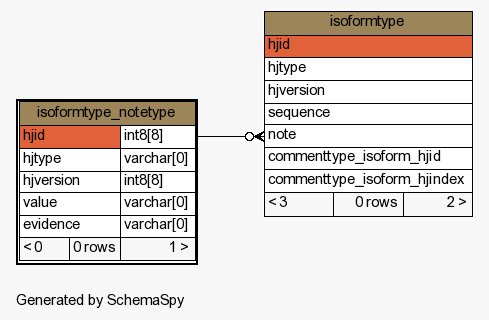 isoformtype
hjid
hjtype
hjversion
sequence
note
commenttype_isoform_hjid
commenttype_isoform_hjindex
< 3 0 rows 2 >
isoformtype_notetype
hjid int8[8]
hjtype varchar[0]
hjversion int8[8]
value varchar[0]
evidence varchar[0]
< 0 0 rows 1 >
Generated by SchemaSpy